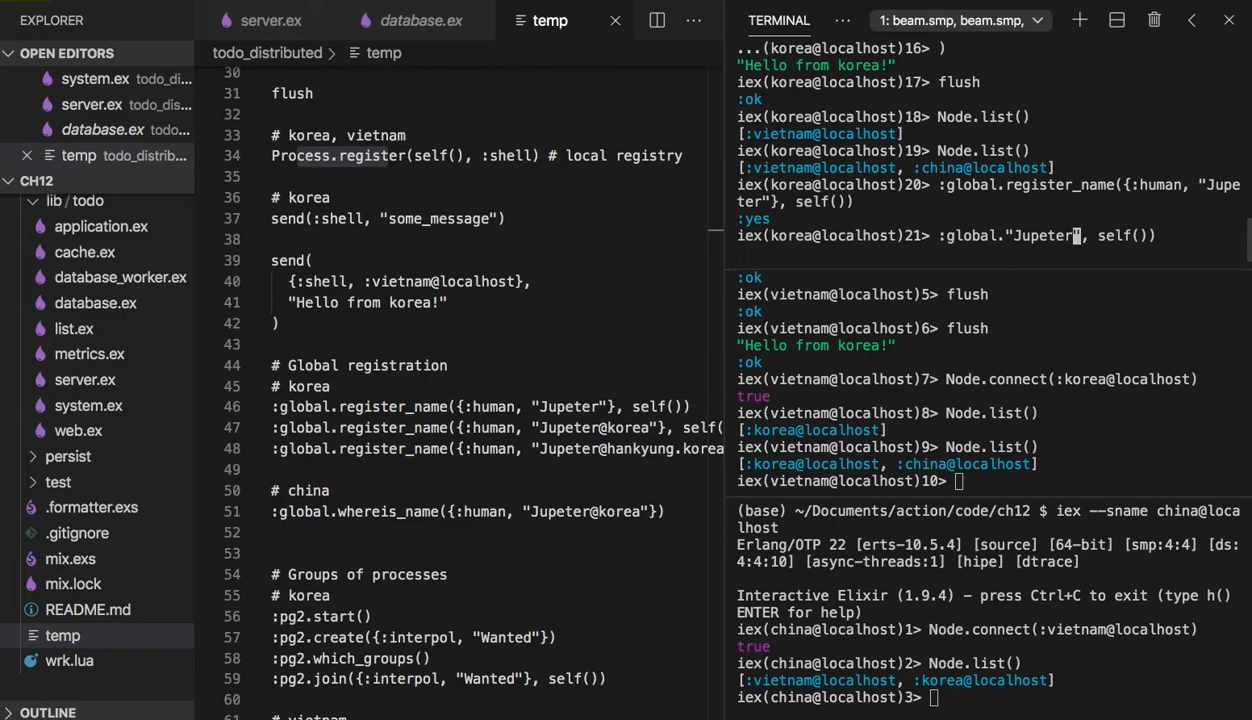 EXPLORER
OPEN EDITORS
system.ex todo_di...
server.ex todo_dis...
database.ex todo...
temp todo_distrib...
CH12
lib / todo
application.ex
cache.ex
database_worker.ex
database.ex
list.ex
metrics.ex
server.ex
system.ex
web.ex
persist
test
.formatter.exs
.gitignore
mix.exs
mix.lock
README.md
temp
wrk.lua
OUTLINE
server.ex
database.ex
temp
todo_distributed > temp
30
31 flush
32
33 # korea, vietnam
34 Process.register(self(), :shell) # local registry
35
36 # korea
37 send(:shell, "some_message")
38
39 send(
40 {:shell, :vietnam@localhost},
41 "Hello from korea!"
42 )
43
44 # Global registration
45 # korea
46 :global.register_name({:human, "Jupeter"}, self())
47 :global.register_name({:human, "Jupeter@korea"}, self(
48 :global.register_name({:human, "Jupeter@hankyung.korea
49
50 # china
51 :global.whereis_name({:human, "Jupeter@korea"})
52
53
54 # Groups of processes
55 # korea
56 :pg2.start()
57 :pg2.create({:interpol, "Wanted"})
58 :pg2.which_groups()
59 :pg2.join({:interpol, "Wanted"}, self())
60
61 # vietnam
TERMINAL
1: beam.smp, beam.smp,
...(korea@localhost)16> )
"Hello from korea!"
iex(korea@localhost)17> flush
:ok
iex(korea@localhost)18> Node.list()
[:vietnam@localhost]
iex(korea@localhost)19> Node.list()
[:vietnam@localhost, :china@localhost]
iex(korea@localhost)20> :global.register_name({:human, "Jupe
ter"}, self())
:yes
iex(korea@localhost)21> :global."Jupeter", self())
:ok
iex(vietnam@localhost)5> flush
:ok
iex(vietnam@localhost)6> flush
"Hello from korea!"
:ok
iex(vietnam@localhost)7> Node.connect(:korea@localhost)
true
iex(vietnam@localhost)8> Node.list()
[:korea@localhost]
iex(vietnam@localhost)9> Node.list()
[:korea@localhost, :china@localhost]
iex(vietnam@localhost)10>
(base) ~/Documents/action/code/ch12 $ iex --sname china@loca
lhost
Erlang/OTP 22 [erts-10.5.4] [source] [64-bit] [smp:4:4] [ds:
4:4:10] [async-threads:1] [hipe] [dtrace]
Interactive Elixir (1.9.4) - press Ctrl+C to exit (type h()
ENTER for help)
iex(china@localhost)1> Node.connect(:vietnam@localhost)
true
iex(china@localhost)2> Node.list()
[:vietnam@localhost, :korea@localhost]
iex(china@localhost)3>